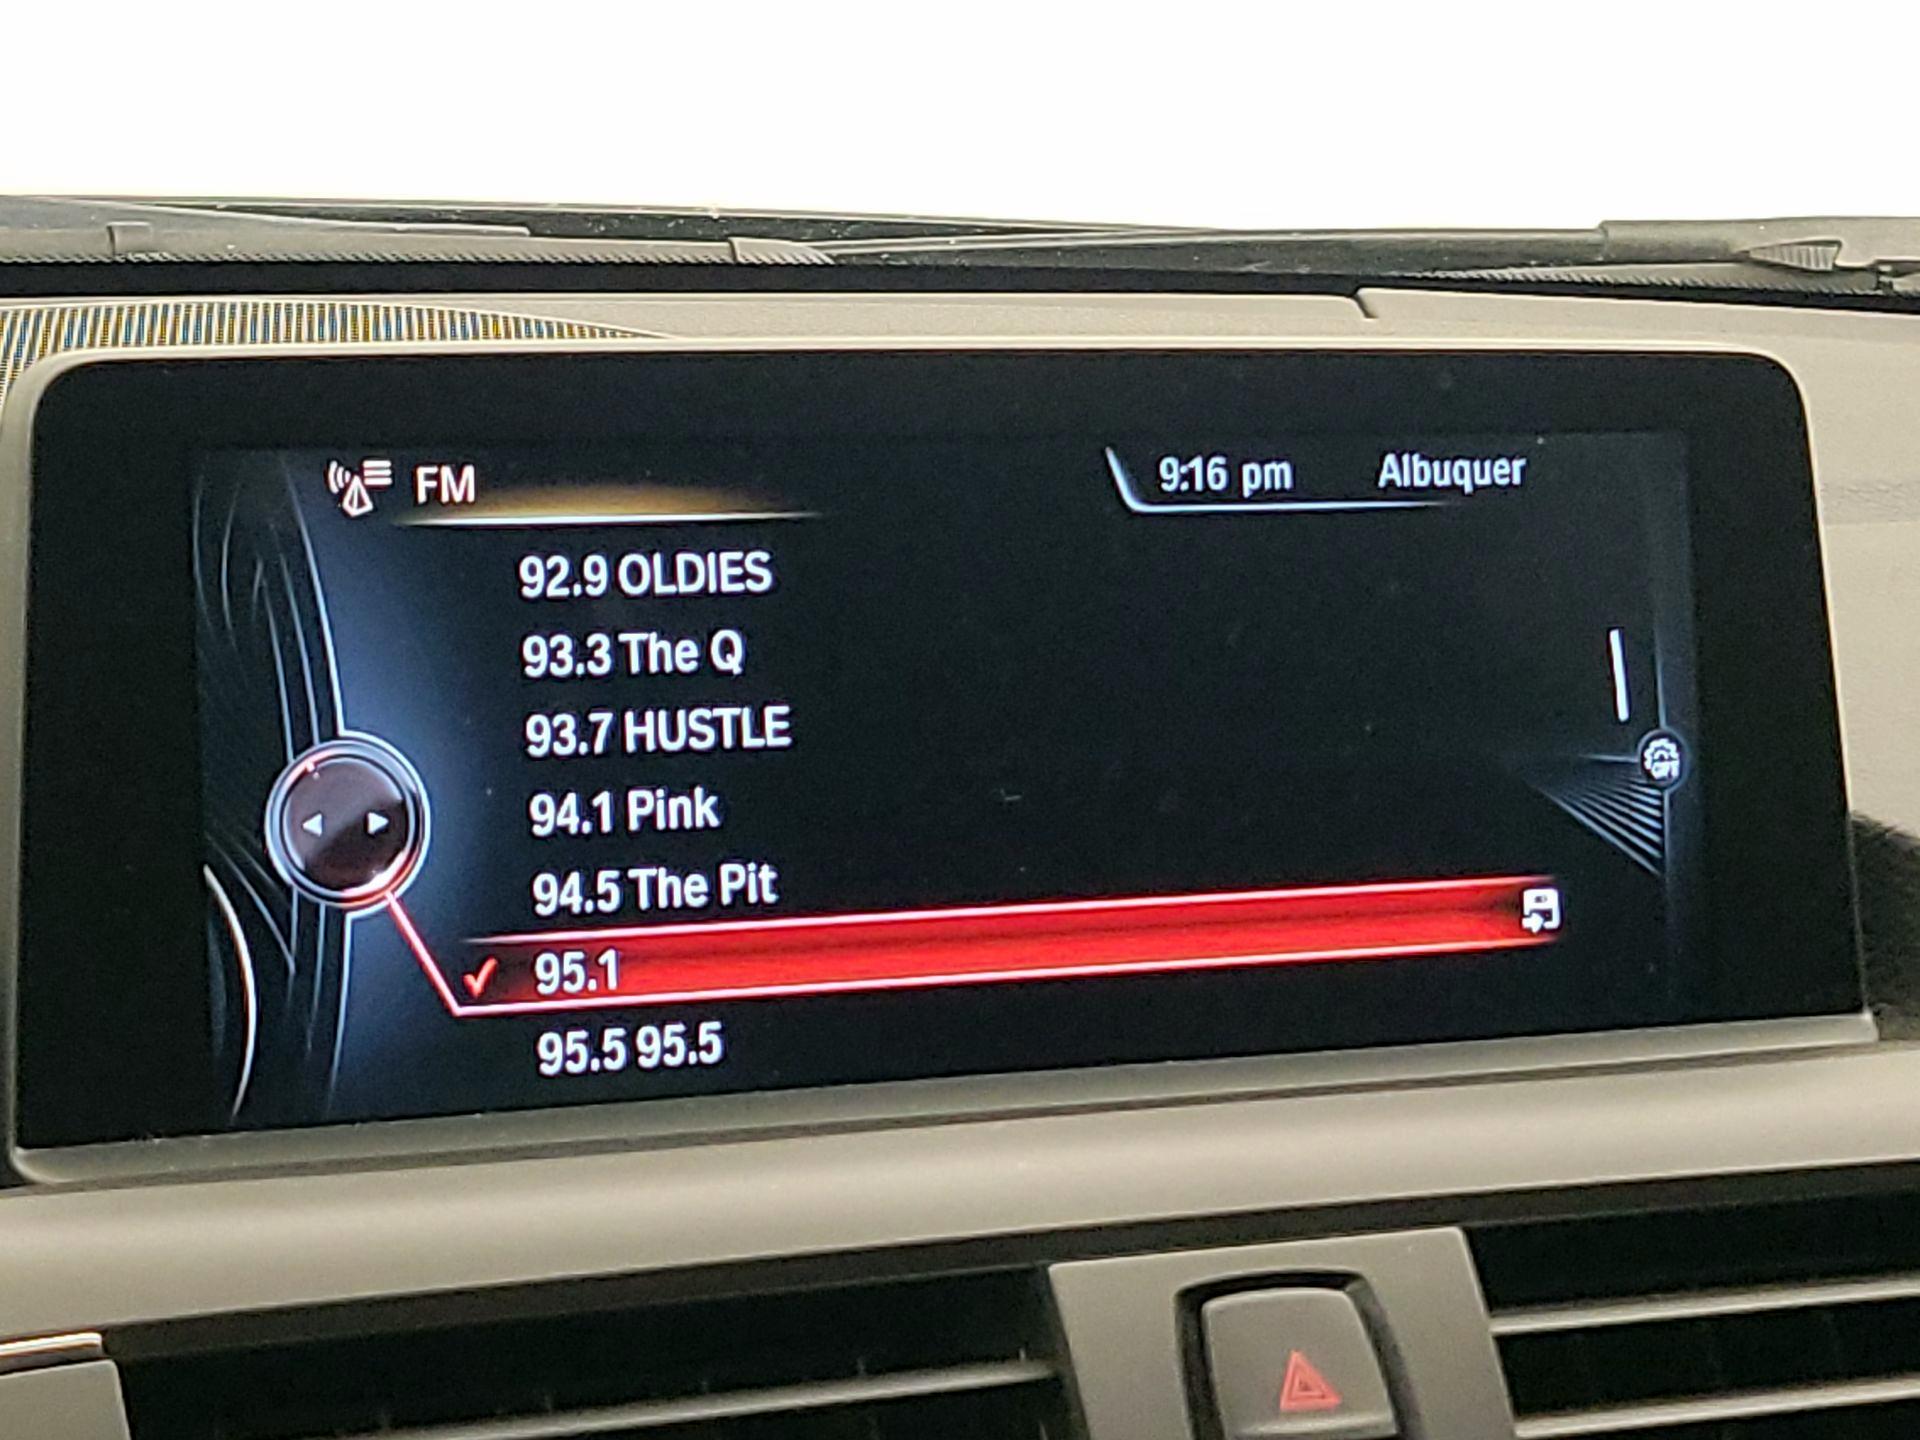 FM
9:16 pm Albuquer
92.9 OLDIES
93.3 The Q
93.7 HUSTLE
94.1 Pink
94.5 The Pit
95.1
95.5 95.5
OPT